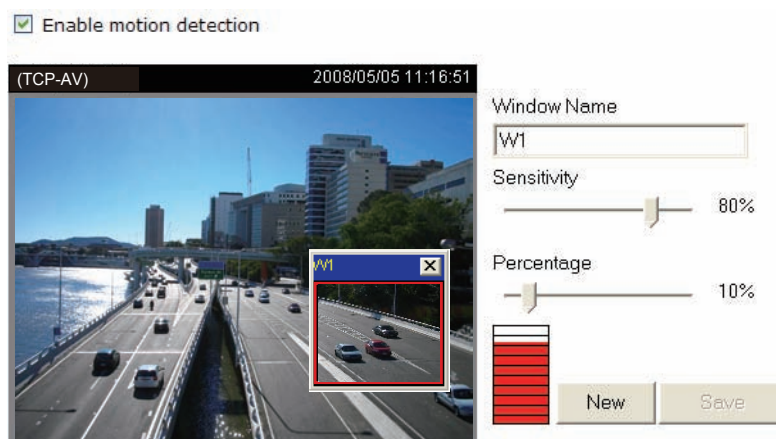 Enable motion detection
(TCP-AV) 2008/05/05 11:16:51
Window Name
W1
Sensitivity
80%
W1
Percentage
10%
New Save